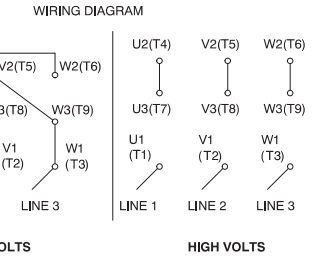 WIRING DIAGRAM
U2(T4) V2(T5) W2(T6)
V2(T5) W2(T6)
U3(T7) V3(T8) W3(T9)
3(T8) W3(T9)
U1 V1 W1
(T1) (T2) (T3)
V1 W1
(T2) (T3)
LINE 3 LINE 1 LINE 2 LINE 3
OLTS HIGH VOLTS